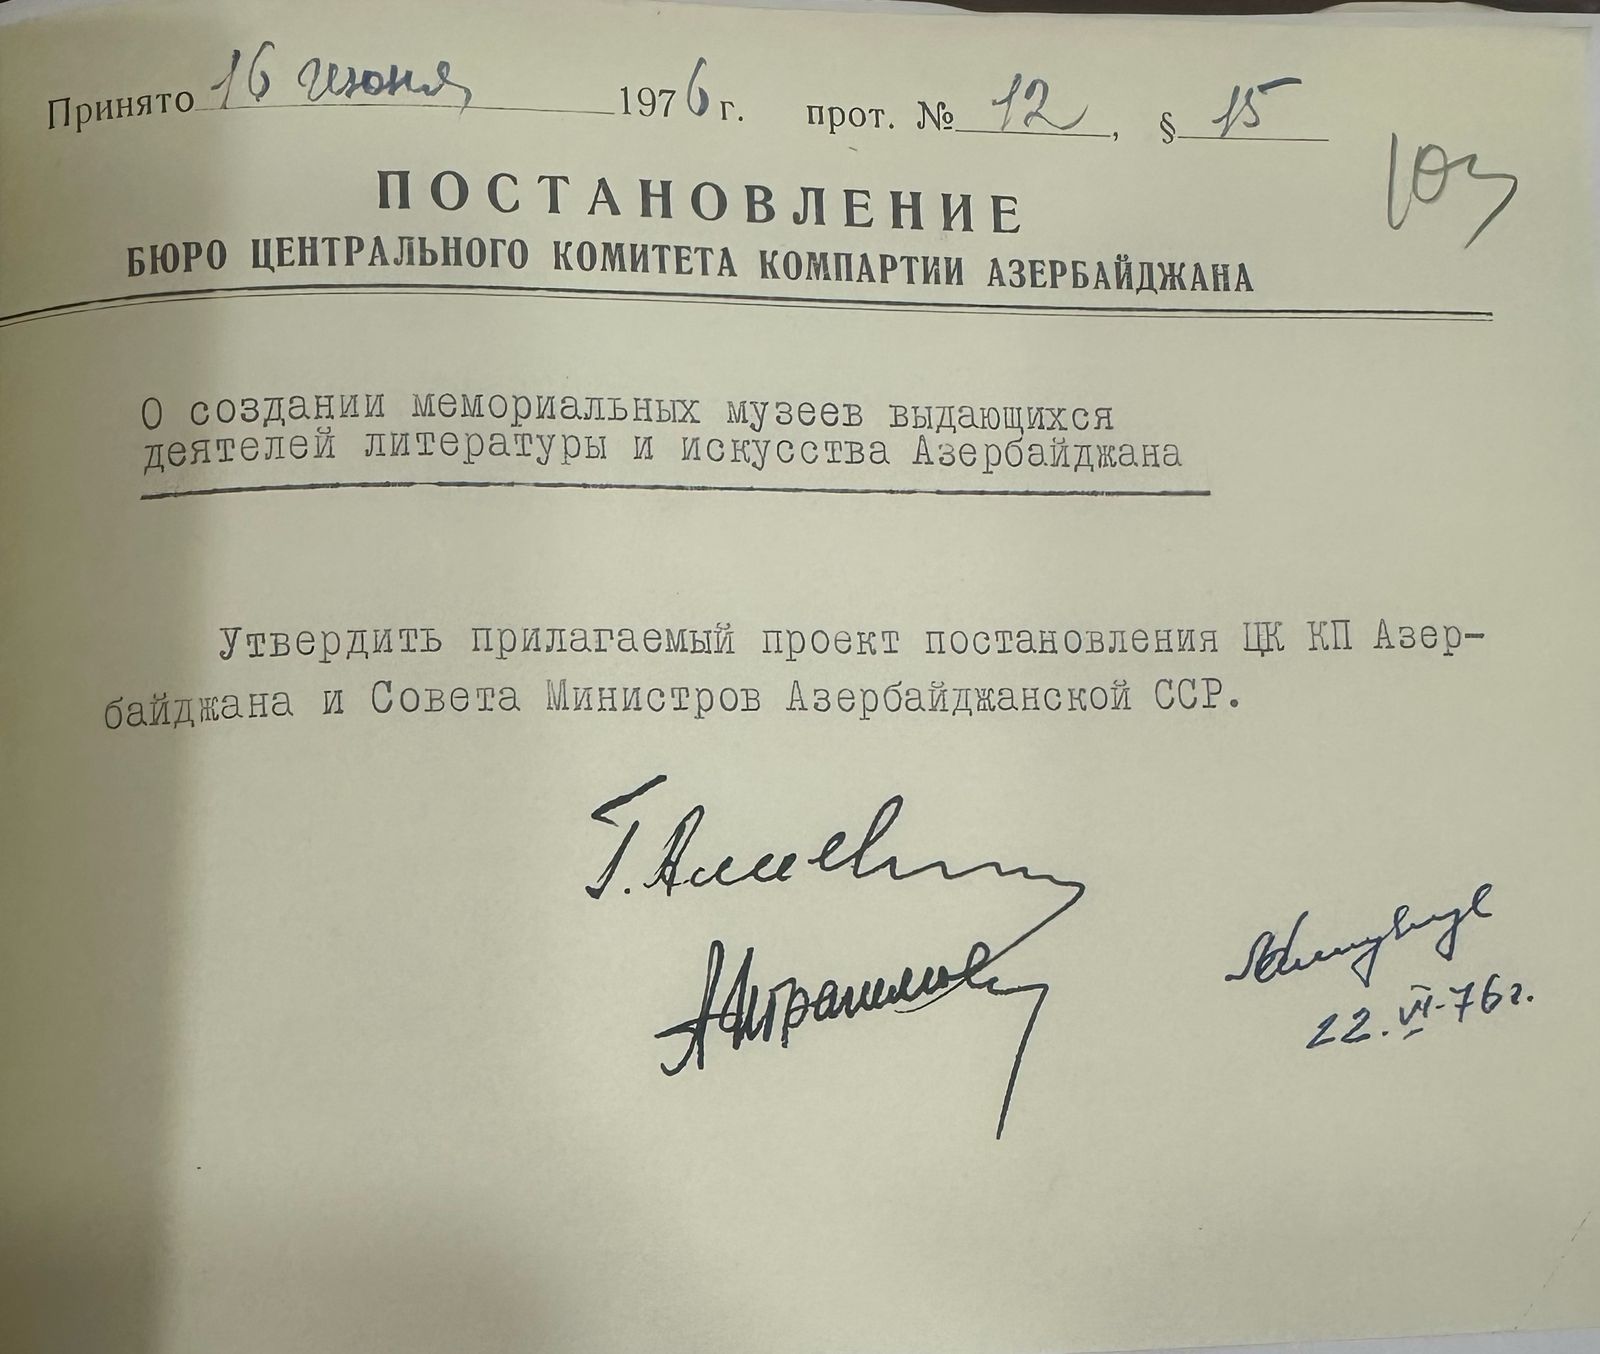 Принято 16 июня 1976 г. прот. № 12, § 15
103
ПОСТАНОВЛЕНИЕ
БЮРО ЦЕНТРАЛЬНОГО КОМИТЕТА КОМПАРТИИ АЗЕРБАЙДЖАНА
О создании мемориальных музеев выдающихся
деятелей литературы и искусства Азербайджана
Утвердить прилагаемый проект постановления ЦК КП Азер-
байджана и Совета Министров Азербайджанской ССР.
Г. Алиев
А Ибрагимов
22.VI-76г.